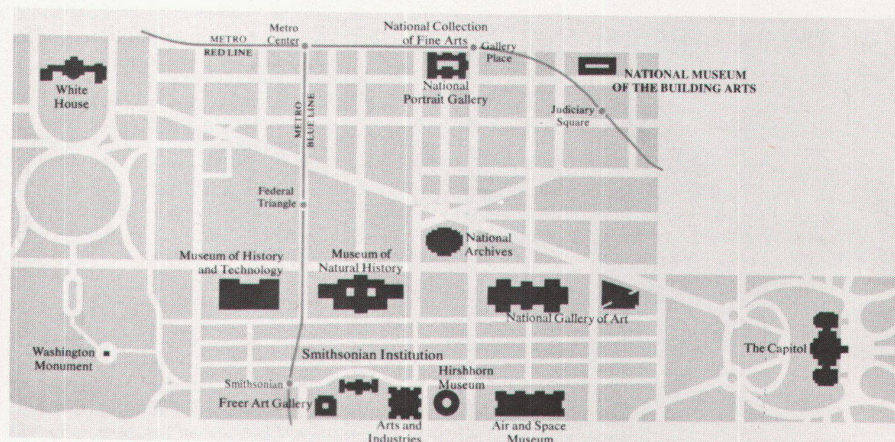 METRO
RED LINE
Metro
Center
National Collection
of Fine Arts
Gallery
Place
White
House
National
Portrait Gallery
NATIONAL MUSEUM
OF THE BUILDING ARTS
METRO
BLUE LINE
Judiciary
Square
Federal
Triangle
National
Archives
Museum of History
and Technology
Museum of
Natural History
National Gallery of Art
Washington
Monument
Smithsonian Institution
The Capitol
Smithsonian
Hirshhorn
Museum
Freer Art Gallery
Arts and
Industries
Air and Space
Museum